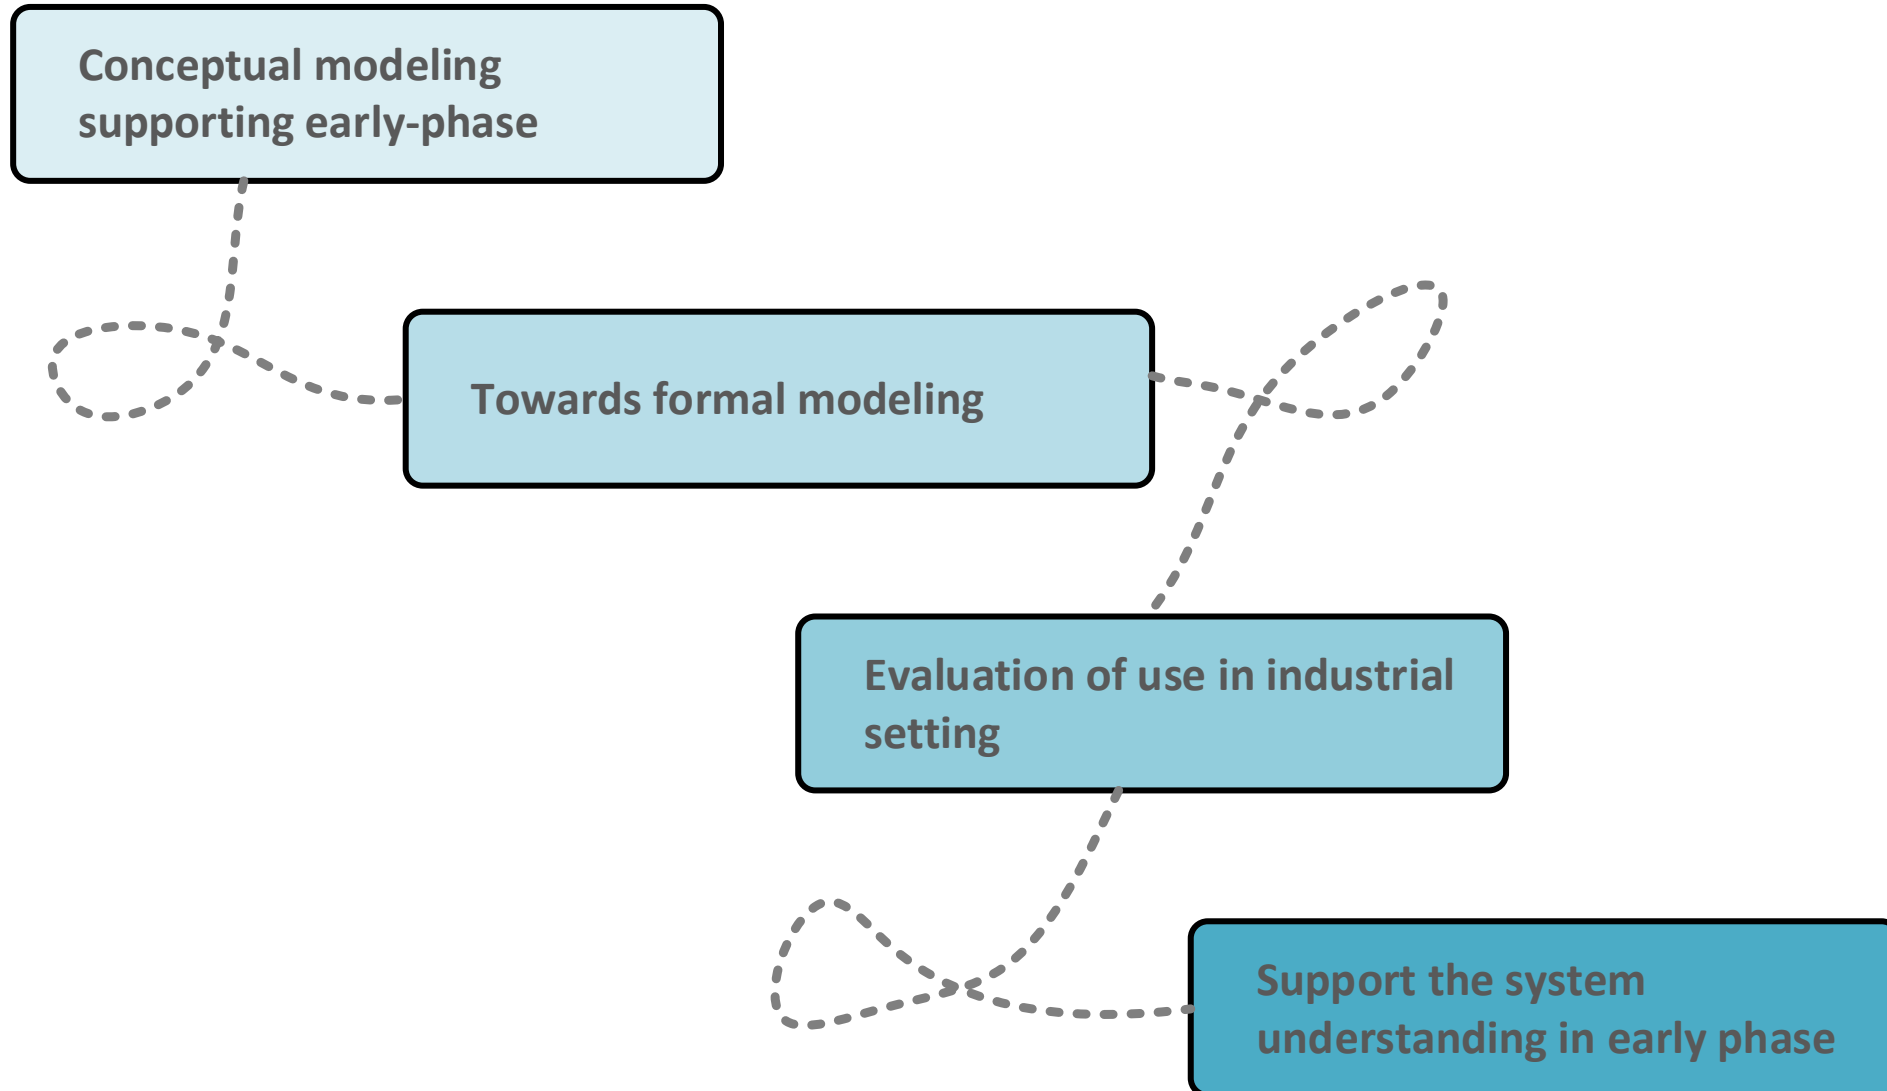 Conceptual modeling
supporting early-phase
Towards formal modeling
Evaluation of use in industrial
setting
Support the system
understanding in early phase